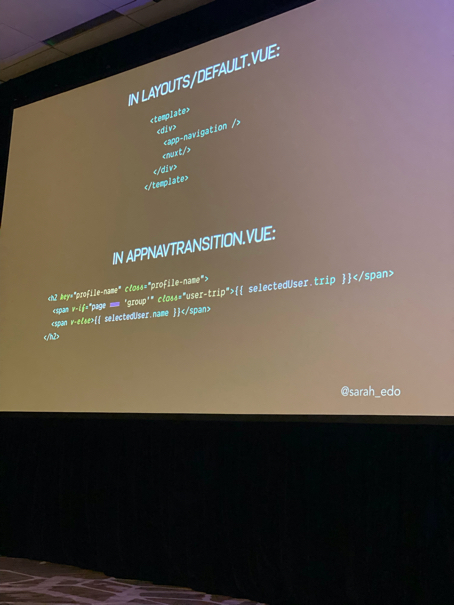 IN LAYOUTS/DEFAULT.VUE:
<template>
<div>
<app-navigation />
<nuxt/>
</div>
</template>
IN APPNAVTRANSITION.VUE:
<h2 key="profile-name" class="profile-name">
<span v-if="page === 'group'" class="user-trip">{{ selectedUser.trip }}</span>
<span v-else>{{ selectedUser.name }}</span>
</h2>
@sarah_edo